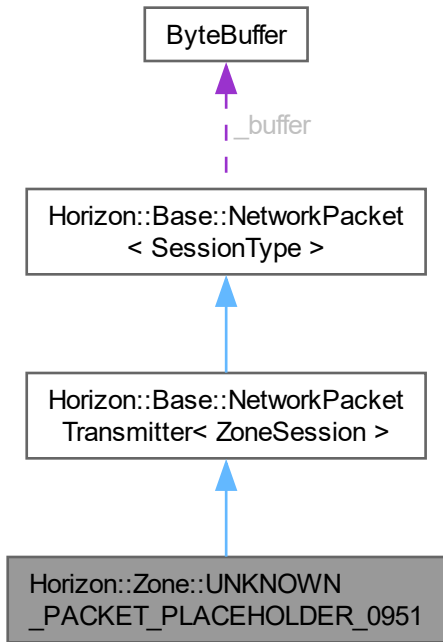 ByteBuffer
_buffer
Horizon::Base::NetworkPacket
< SessionType >
Horizon::Base::NetworkPacket
Transmitter< ZoneSession >
Horizon::Zone::UNKNOWN
_PACKET_PLACEHOLDER_0951